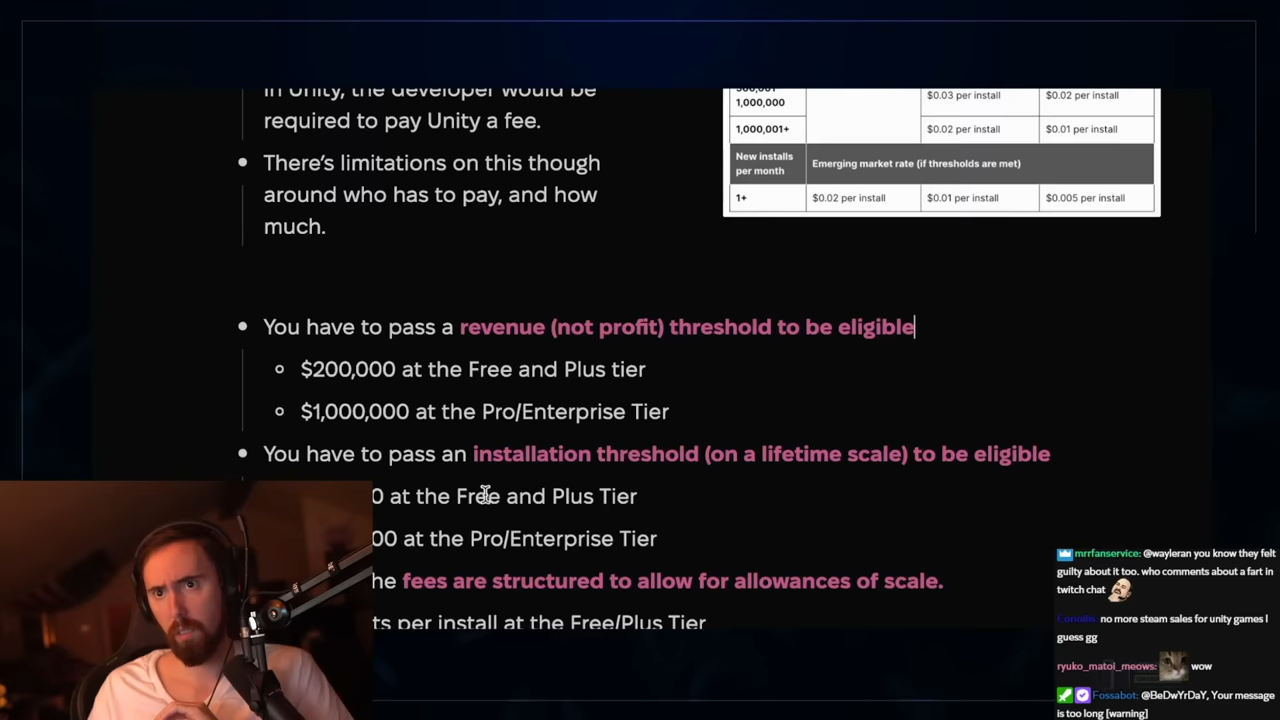 in Unity, the developer would be
required to pay Unity a fee.
There's limitations on this though
around who has to pay, and how
much.
1,000,000
$0.03 per install
$0.02 per install
1,000,001+
$0.02 per install
$0.01 per install
New installs
per month
Emerging market rate (if thresholds are met)
1+
$0.02 per install
$0.01 per install
$0.005 per install
You have to pass a revenue (not profit) threshold to be eligible
$200,000 at the Free and Plus tier
$1,000,000 at the Pro/Enterprise Tier
You have to pass an installation threshold (on a lifetime scale) to be eligible
0 at the Free and Plus Tier
00 at the Pro/Enterprise Tier
he fees are structured to allow for allowances of scale.
ts per install at the Free/Plus Tier
mrrfanservice: @wayleran you know they felt
guilty about it too. who comments about a fart in
twitch chat
: no more steam sales for unity games I
guess gg
ryuko_matoi_meows: wow
Fossabot: @BeDwYrDaY, Your message
is too long [warning]